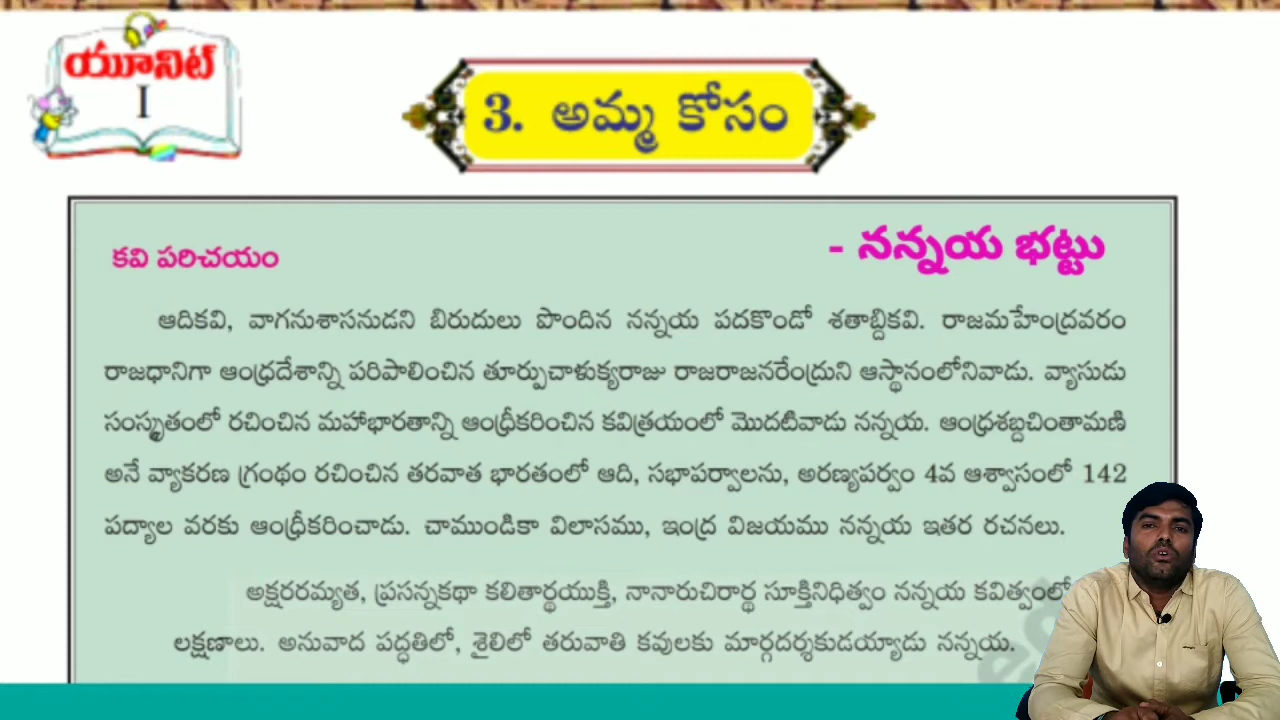 యూనిట్
I
3. అమ్మ కోసం
కవి పరిచయం
- నన్నయ భట్టు
ఆదికవి, వాగనుశాసనుడని బిరుదులు పొందిన నన్నయ పదకొండో శతాబ్దికవి. రాజమహేంద్రవరం
రాజధానిగా ఆంధ్రదేశాన్ని పరిపాలించిన తూర్పుచాళుక్యరాజు రాజరాజనరేంద్రుని ఆస్థానంలోనివాడు. వ్యాసుడు
సంస్కృతంలో రచించిన మహాభారతాన్ని ఆంధ్రీకరించిన కవిత్రయంలో మొదటివాడు నన్నయ. ఆంధ్రశబ్దచింతామణి
అనే వ్యాకరణ గ్రంథం రచించిన తరవాత భారతంలో ఆది, సభాపర్వాలను, అరణ్యపర్వం 4వ ఆశ్వాసంలో 142
పద్యాల వరకు ఆంధ్రీకరించాడు. చాముండికా విలాసము, ఇంద్ర విజయము నన్నయ ఇతర రచనలు.
అక్షరరమ్యత, ప్రసన్నకథా కలితార్థయుక్తి, నానారుచిరార్థ సూక్తినిధిత్వం నన్నయ కవిత్వంలో
లక్షణాలు. అనువాద పద్ధతిలో, శైలిలో తరువాతి కవులకు మార్గదర్శకుడయ్యాడు నన్నయ.